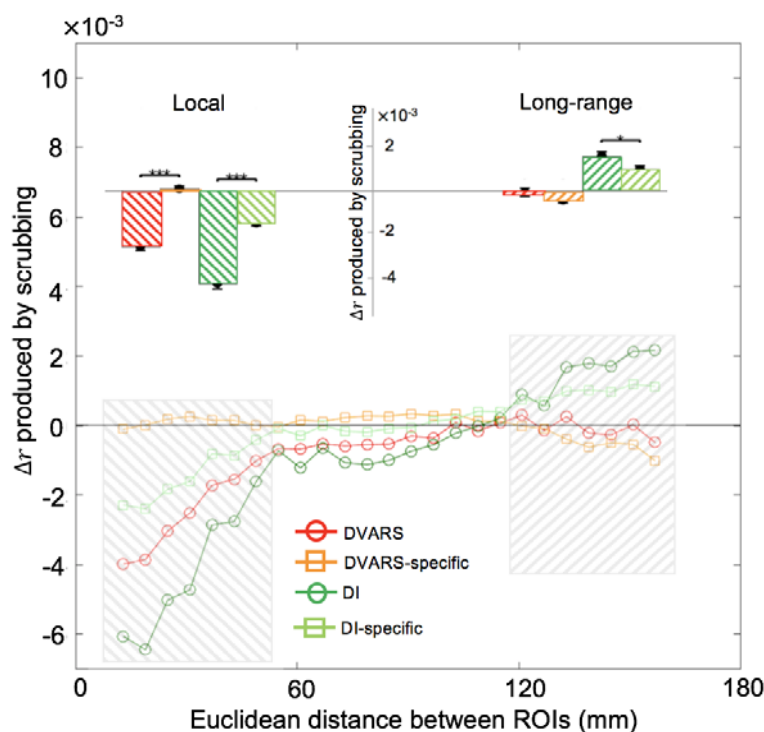 ×10⁻³
10
8
6
4
2
0
-2
-4
-6
Δr produced by scrubbing
Local
Long-range
×10⁻³
2
-2
-4
Δr produced by scrubbing
***
***
*
DVARS
DVARS-specific
DI
DI-specific
0
60
120
180
Euclidean distance between ROIs (mm)